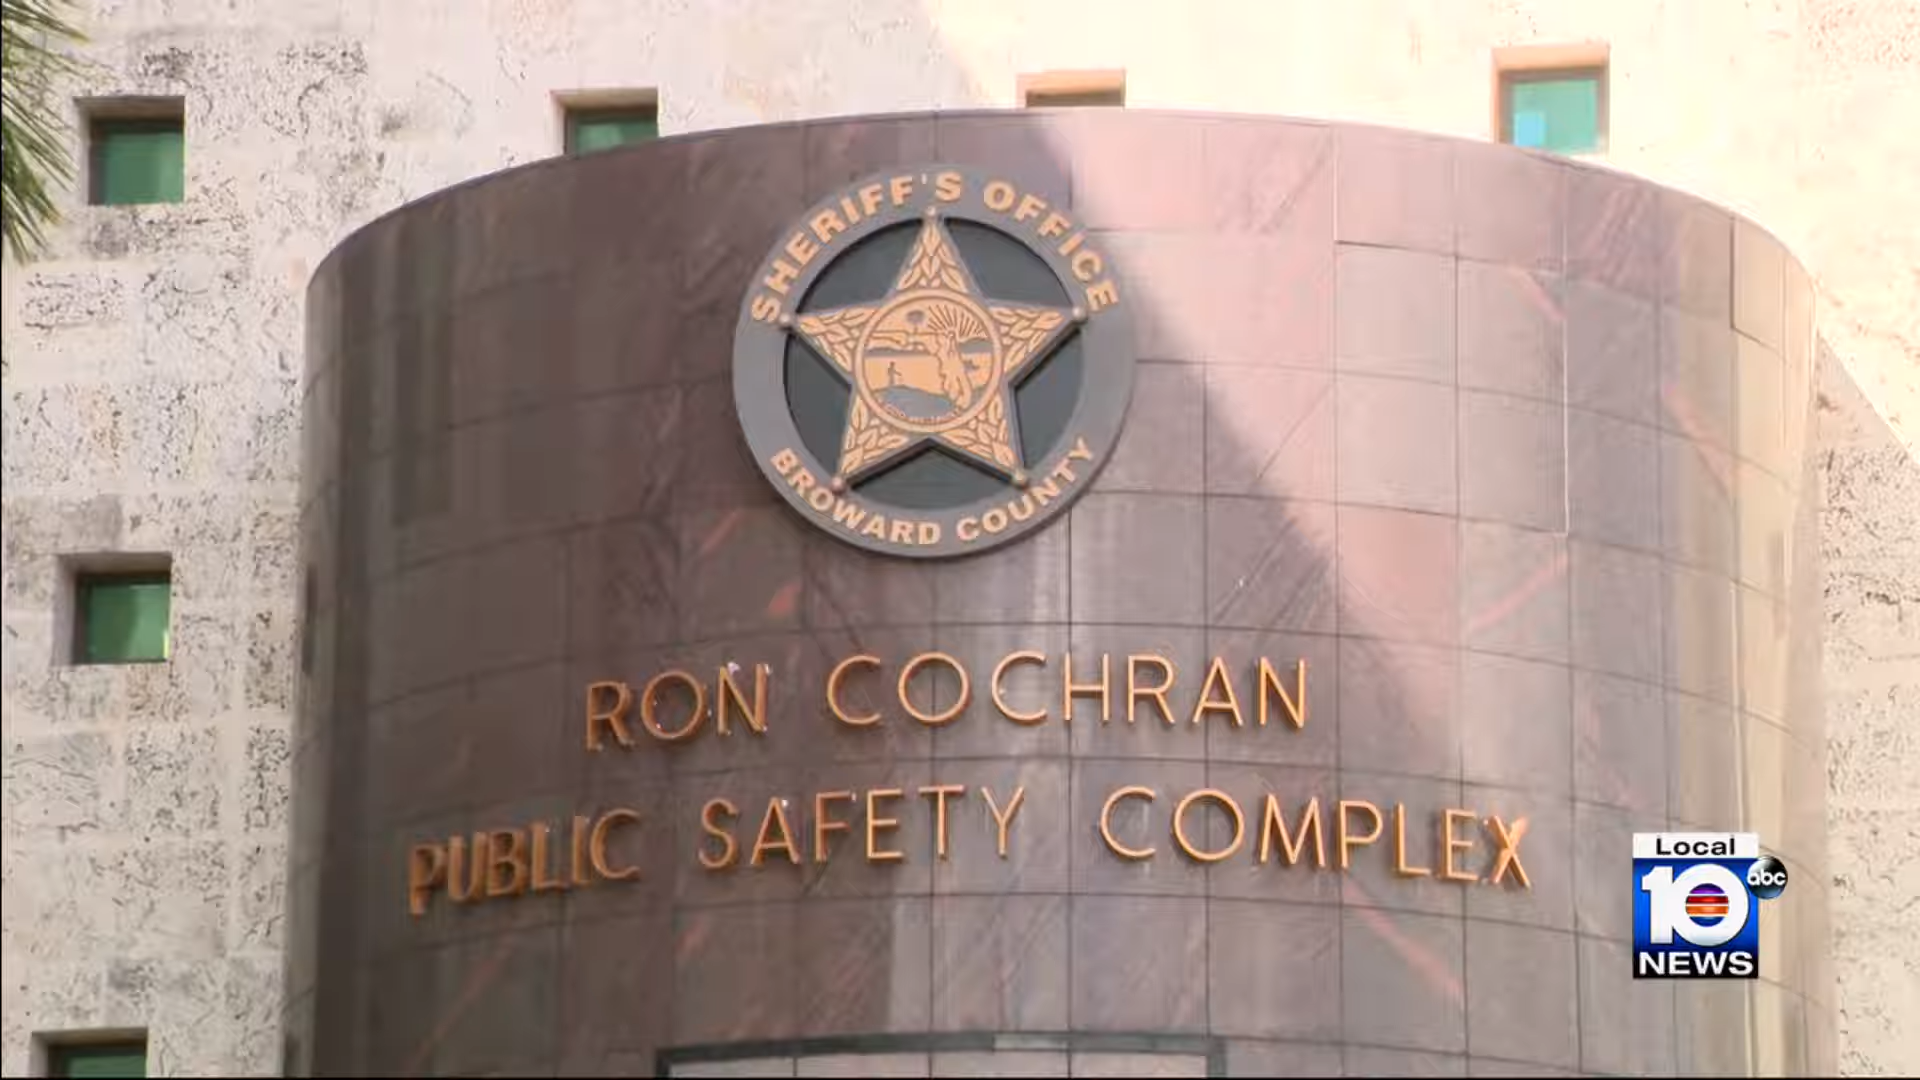 SHERIFF'S OFFICE
BROWARD COUNTY
RON COCHRAN
PUBLIC SAFETY COMPLEX
Local
10
abc
NEWS